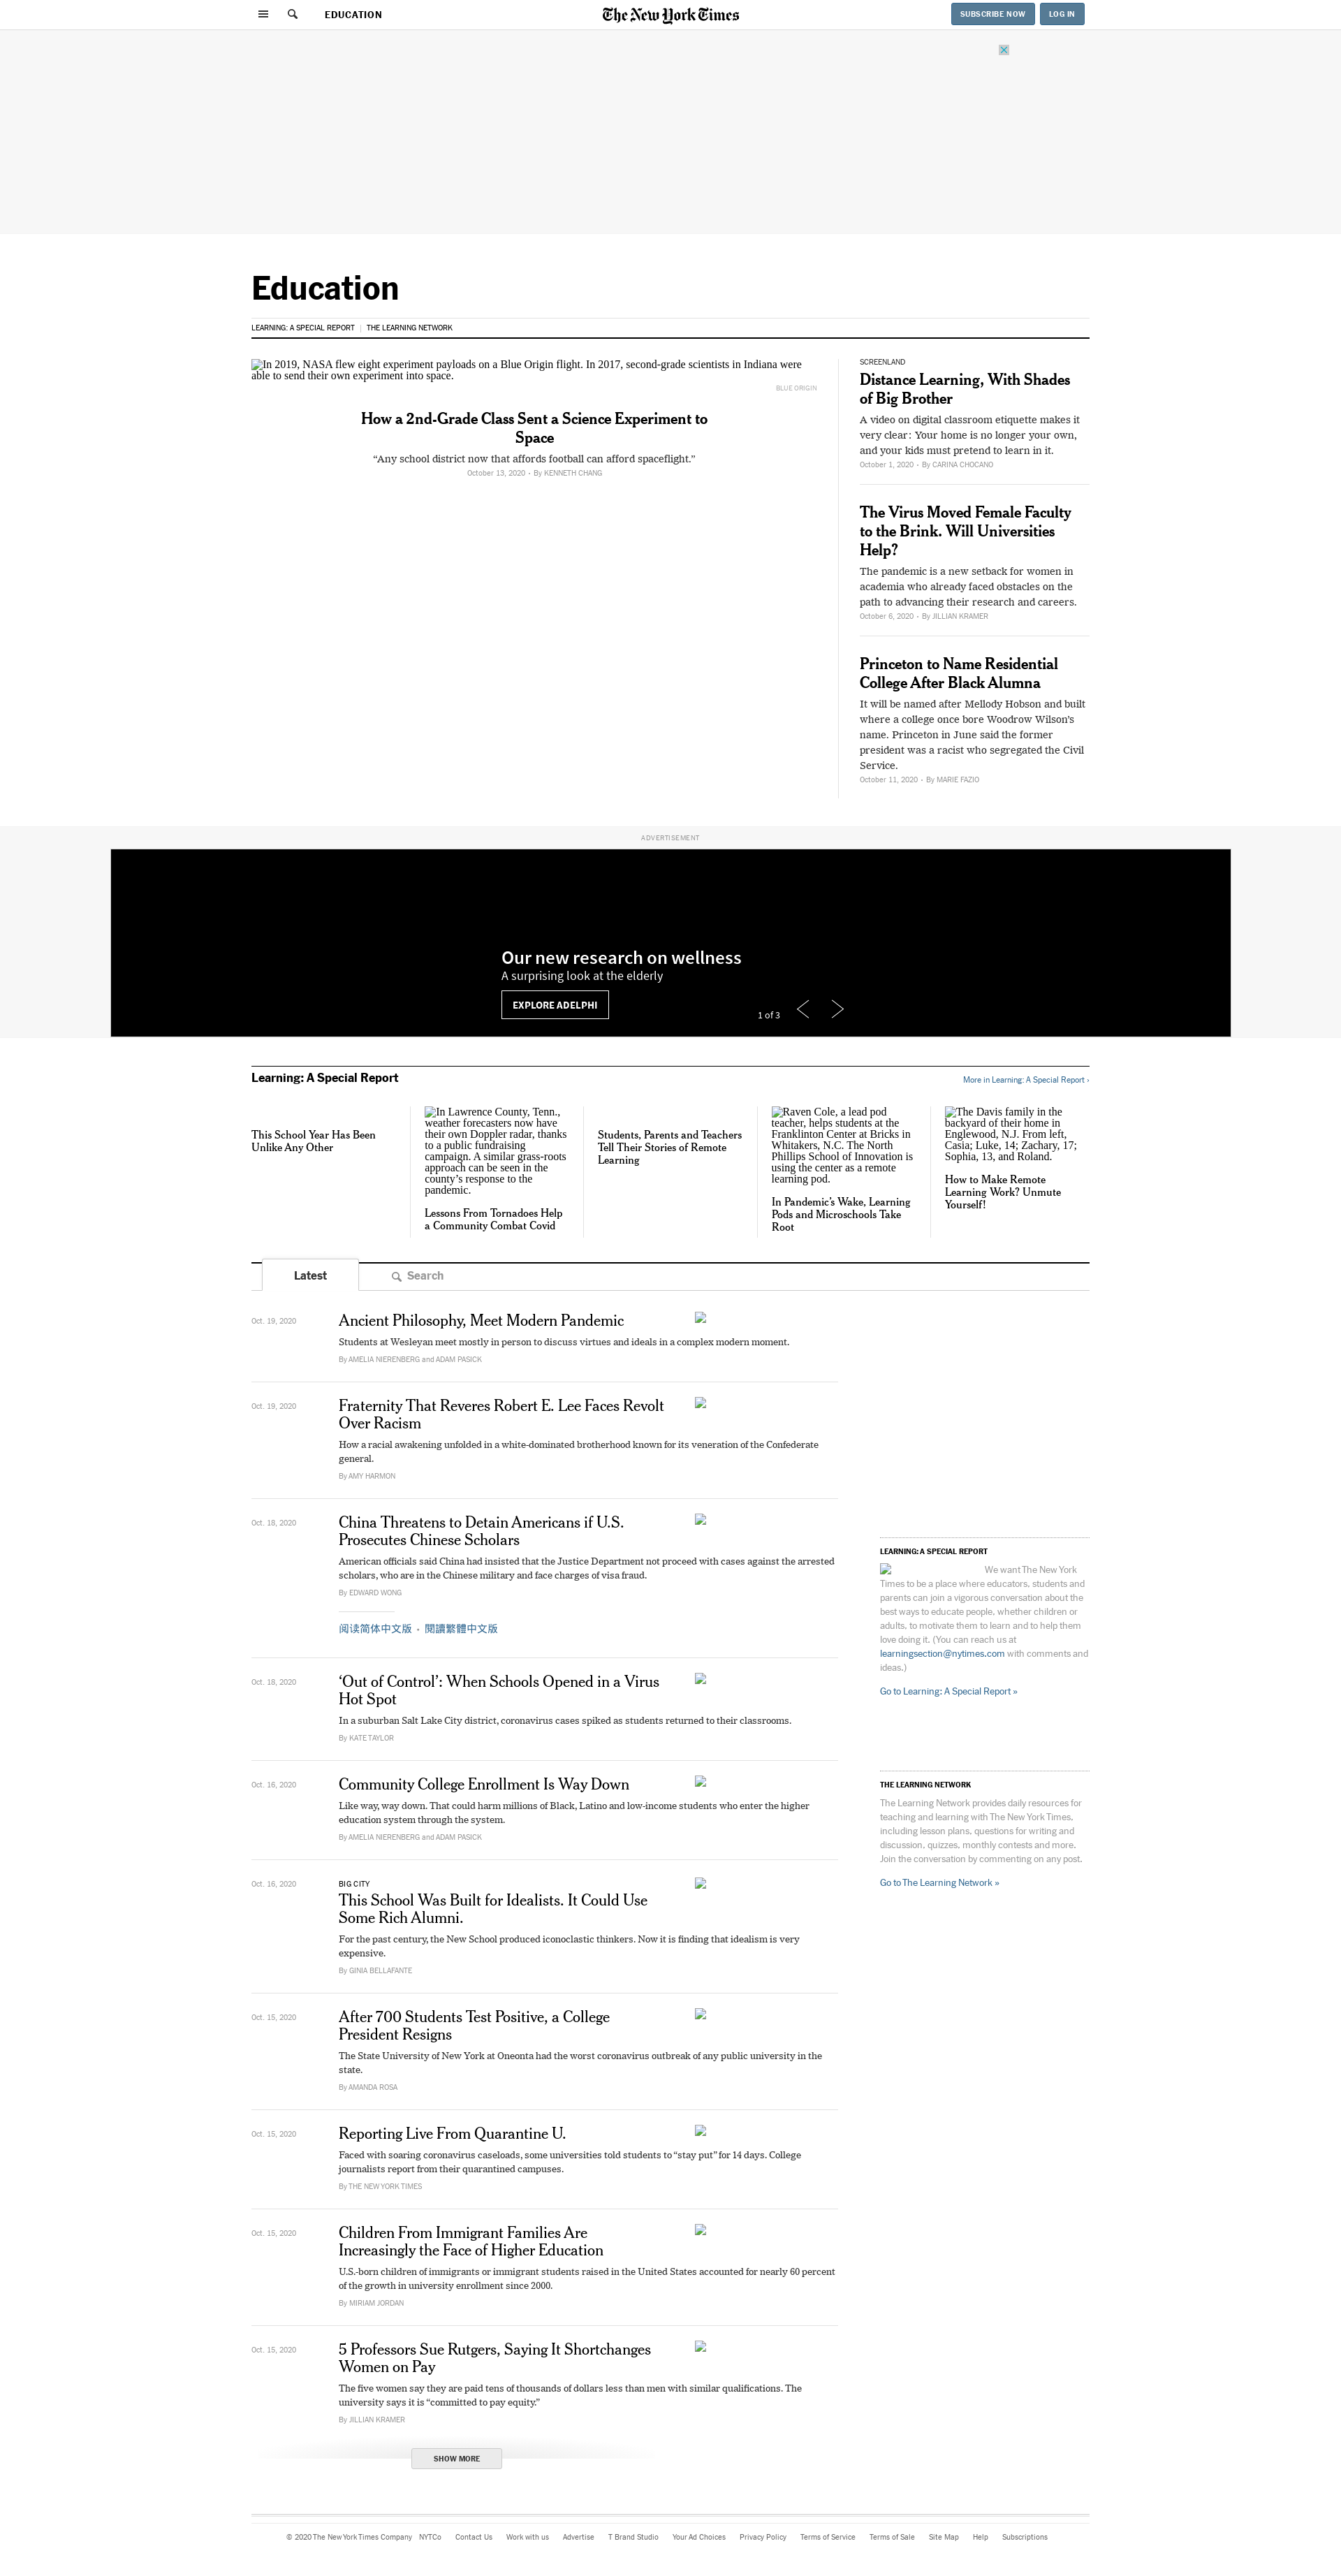 EDUCATION
The New York Times
SUBSCRIBE NOW
LOG IN
Education
LEARNING: A SPECIAL REPORT | THE LEARNING NETWORK
In 2019, NASA flew eight experiment payloads on a Blue Origin flight. In 2017, second-grade scientists in Indiana were
able to send their own experiment into space.
BLUE ORIGIN
How a 2nd-Grade Class Sent a Science Experiment to
Space
“Any school district now that affords football can afford spaceflight.”
October 13, 2020 • By KENNETH CHANG
SCREENLAND
Distance Learning, With Shades
of Big Brother
A video on digital classroom etiquette makes it
very clear: Your home is no longer your own,
and your kids must pretend to learn in it.
October 1, 2020 • By CARINA CHOCANO
The Virus Moved Female Faculty
to the Brink. Will Universities
Help?
The pandemic is a new setback for women in
academia who already faced obstacles on the
path to advancing their research and careers.
October 6, 2020 • By JILLIAN KRAMER
Princeton to Name Residential
College After Black Alumna
It will be named after Mellody Hobson and built
where a college once bore Woodrow Wilson’s
name. Princeton in June said the former
president was a racist who segregated the Civil
Service.
October 11, 2020 • By MARIE FAZIO
ADVERTISEMENT
Our new research on wellness
A surprising look at the elderly
EXPLORE ADELPHI
1 of 3
Learning: A Special Report
More in Learning: A Special Report ›
This School Year Has Been
Unlike Any Other
In Lawrence County, Tenn.,
weather forecasters now have
their own Doppler radar, thanks
to a public fundraising
campaign. A similar grass-roots
approach can be seen in the
county’s response to the
pandemic.
Lessons From Tornadoes Help
a Community Combat Covid
Students, Parents and Teachers
Tell Their Stories of Remote
Learning
Raven Cole, a lead pod
teacher, helps students at the
Franklinton Center at Bricks in
Whitakers, N.C. The North
Phillips School of Innovation is
using the center as a remote
learning pod.
In Pandemic’s Wake, Learning
Pods and Microschools Take
Root
The Davis family in the
backyard of their home in
Englewood, N.J. From left,
Casia; Luke, 14; Zachary, 17;
Sophia, 13, and Roland.
How to Make Remote
Learning Work? Unmute
Yourself!
Latest
Search
Oct. 19, 2020
Ancient Philosophy, Meet Modern Pandemic
Students at Wesleyan meet mostly in person to discuss virtues and ideals in a complex modern moment.
By AMELIA NIERENBERG and ADAM PASICK
Oct. 19, 2020
Fraternity That Reveres Robert E. Lee Faces Revolt
Over Racism
How a racial awakening unfolded in a white-dominated brotherhood known for its veneration of the Confederate
general.
By AMY HARMON
Oct. 18, 2020
China Threatens to Detain Americans if U.S.
Prosecutes Chinese Scholars
American officials said China had insisted that the Justice Department not proceed with cases against the arrested
scholars, who are in the Chinese military and face charges of visa fraud.
By EDWARD WONG
阅读简体中文版 • 閱讀繁體中文版
Oct. 18, 2020
‘Out of Control’: When Schools Opened in a Virus
Hot Spot
In a suburban Salt Lake City district, coronavirus cases spiked as students returned to their classrooms.
By KATE TAYLOR
Oct. 16, 2020
Community College Enrollment Is Way Down
Like way, way down. That could harm millions of Black, Latino and low-income students who enter the higher
education system through the system.
By AMELIA NIERENBERG and ADAM PASICK
Oct. 16, 2020
BIG CITY
This School Was Built for Idealists. It Could Use
Some Rich Alumni.
For the past century, the New School produced iconoclastic thinkers. Now it is finding that idealism is very
expensive.
By GINIA BELLAFANTE
Oct. 15, 2020
After 700 Students Test Positive, a College
President Resigns
The State University of New York at Oneonta had the worst coronavirus outbreak of any public university in the
state.
By AMANDA ROSA
Oct. 15, 2020
Reporting Live From Quarantine U.
Faced with soaring coronavirus caseloads, some universities told students to “stay put” for 14 days. College
journalists report from their quarantined campuses.
By THE NEW YORK TIMES
Oct. 15, 2020
Children From Immigrant Families Are
Increasingly the Face of Higher Education
U.S.-born children of immigrants or immigrant students raised in the United States accounted for nearly 60 percent
of the growth in university enrollment since 2000.
By MIRIAM JORDAN
Oct. 15, 2020
5 Professors Sue Rutgers, Saying It Shortchanges
Women on Pay
The five women say they are paid tens of thousands of dollars less than men with similar qualifications. The
university says it is “committed to pay equity.”
By JILLIAN KRAMER
SHOW MORE
LEARNING: A SPECIAL REPORT
We want The New York
Times to be a place where educators, students and
parents can join a vigorous conversation about the
best ways to educate people, whether children or
adults, to motivate them to learn and to help them
love doing it. (You can reach us at
learningsection@nytimes.com with comments and
ideas.)
Go to Learning: A Special Report »
THE LEARNING NETWORK
The Learning Network provides daily resources for
teaching and learning with The New York Times,
including lesson plans, questions for writing and
discussion, quizzes, monthly contests and more.
Join the conversation by commenting on any post.
Go to The Learning Network »
© 2020 The New York Times Company NYTCo Contact Us Work with us Advertise T Brand Studio Your Ad Choices Privacy Policy Terms of Service Terms of Sale Site Map Help Subscriptions